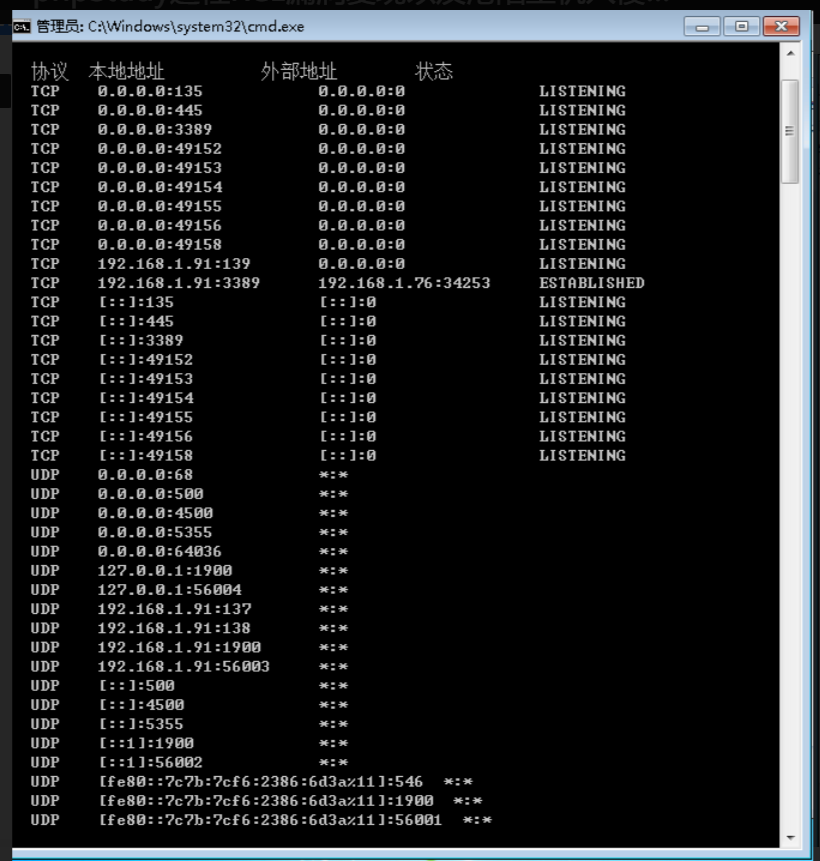 管理员: C:\Windows\system32\cmd.exe
协议 本地地址 外部地址 状态
TCP 0.0.0.0:135 0.0.0.0:0 LISTENING
TCP 0.0.0.0:445 0.0.0.0:0 LISTENING
TCP 0.0.0.0:3389 0.0.0.0:0 LISTENING
TCP 0.0.0.0:49152 0.0.0.0:0 LISTENING
TCP 0.0.0.0:49153 0.0.0.0:0 LISTENING
TCP 0.0.0.0:49154 0.0.0.0:0 LISTENING
TCP 0.0.0.0:49155 0.0.0.0:0 LISTENING
TCP 0.0.0.0:49156 0.0.0.0:0 LISTENING
TCP 0.0.0.0:49158 0.0.0.0:0 LISTENING
TCP 192.168.1.91:139 0.0.0.0:0 LISTENING
TCP 192.168.1.91:3389 192.168.1.76:34253 ESTABLISHED
TCP [::]:135 [::]:0 LISTENING
TCP [::]:445 [::]:0 LISTENING
TCP [::]:3389 [::]:0 LISTENING
TCP [::]:49152 [::]:0 LISTENING
TCP [::]:49153 [::]:0 LISTENING
TCP [::]:49154 [::]:0 LISTENING
TCP [::]:49155 [::]:0 LISTENING
TCP [::]:49156 [::]:0 LISTENING
TCP [::]:49158 [::]:0 LISTENING
UDP 0.0.0.0:68 *:*
UDP 0.0.0.0:500 *:*
UDP 0.0.0.0:4500 *:*
UDP 0.0.0.0:5355 *:*
UDP 0.0.0.0:64036 *:*
UDP 127.0.0.1:1900 *:*
UDP 127.0.0.1:56004 *:*
UDP 192.168.1.91:137 *:*
UDP 192.168.1.91:138 *:*
UDP 192.168.1.91:1900 *:*
UDP 192.168.1.91:56003 *:*
UDP [::]:500 *:*
UDP [::]:4500 *:*
UDP [::]:5355 *:*
UDP [::1]:1900 *:*
UDP [::1]:56002 *:*
UDP [fe80::7c7b:7cf6:2386:6d3a%11]:546 *:*
UDP [fe80::7c7b:7cf6:2386:6d3a%11]:1900 *:*
UDP [fe80::7c7b:7cf6:2386:6d3a%11]:56001 *:*